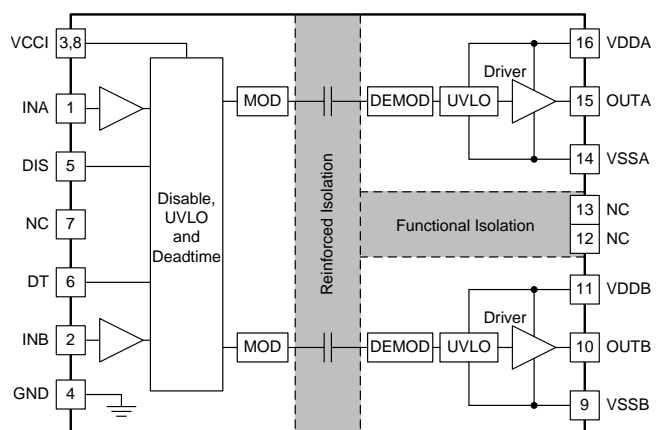 VCCI 3,8
INA 1
DIS 5
NC 7
DT 6
INB 2
GND 4
Disable,
UVLO
and
Deadtime
MOD
MOD
Reinforced Isolation
DEMOD UVLO Driver
Functional Isolation
DEMOD UVLO Driver
16 VDDA
15 OUTA
14 VSSA
13 NC
12 NC
11 VDDB
10 OUTB
9 VSSB